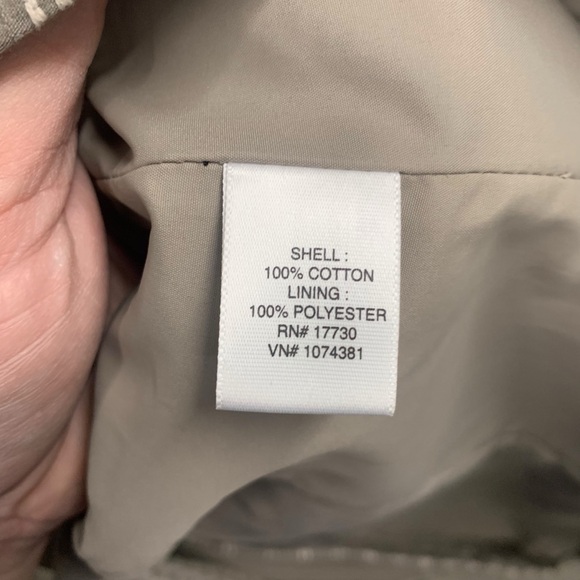 SHELL :
100% COTTON
LINING :
100% POLYESTER
RN# 17730
VN# 1074381